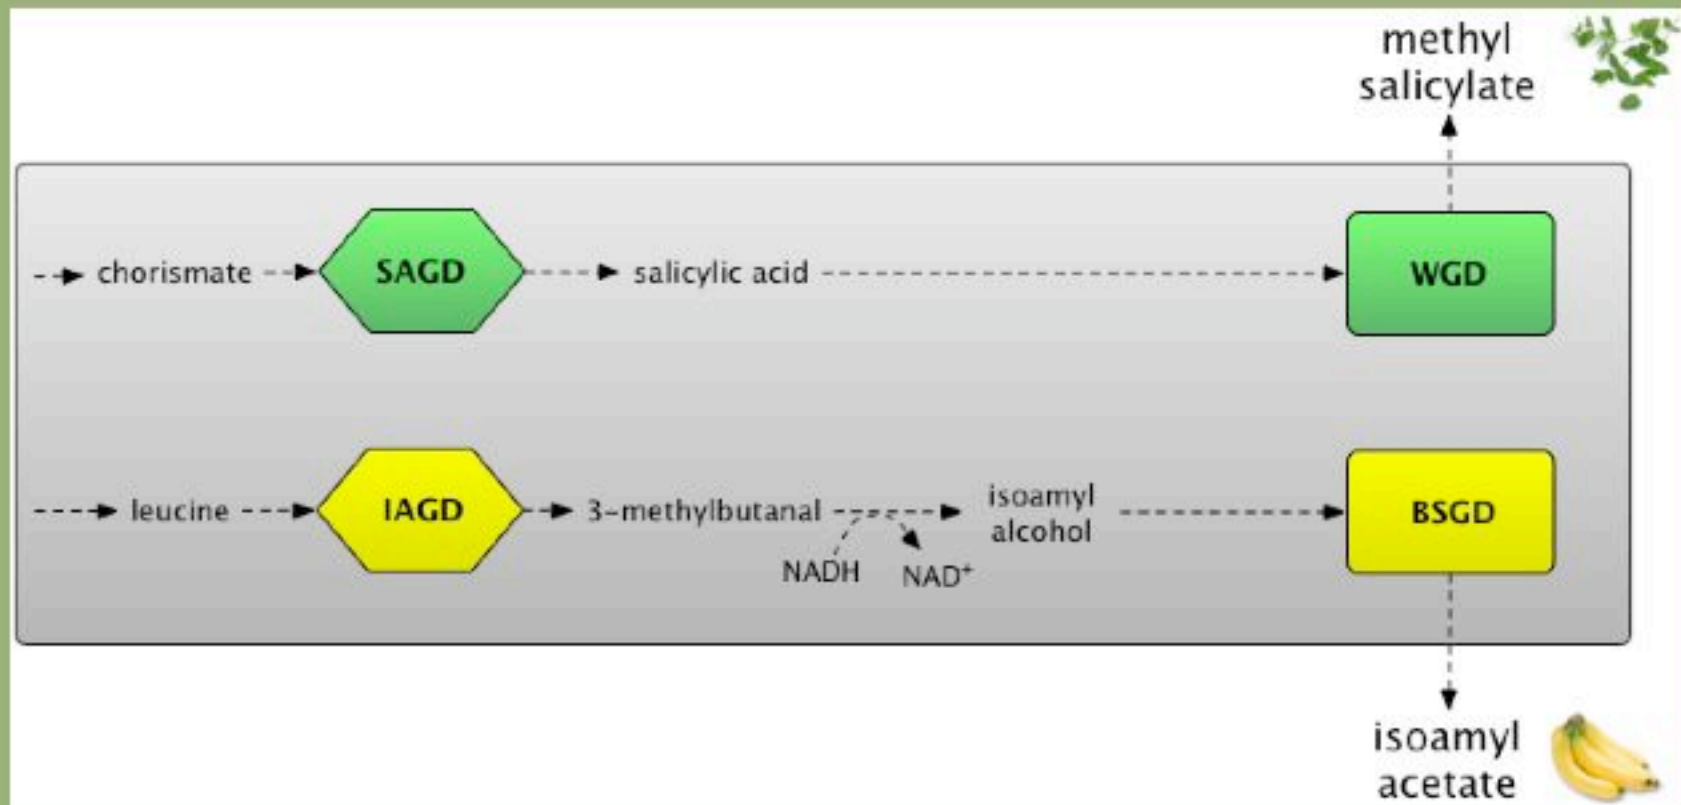 methyl
salicylate
chorismate
SAGD
salicylic acid
WGD
leucine
IAGD
3-methylbutanal
isoamyl
alcohol
BSGD
NADH
NAD⁺
isoamyl
acetate